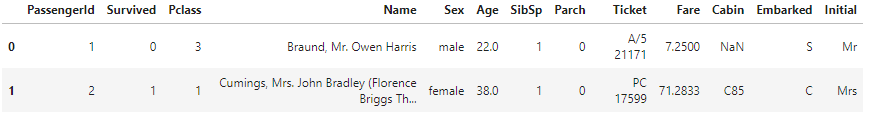 PassengerId Survived Pclass Name Sex Age SibSp Parch Ticket Fare Cabin Embarked Initial
0 1 0 3 Braund, Mr. Owen Harris male 22.0 1 0 A/5 21171 7.2500 NaN S Mr
1 2 1 1 Cumings, Mrs. John Bradley (Florence Briggs Th... female 38.0 1 0 PC 17599 71.2833 C85 C Mrs